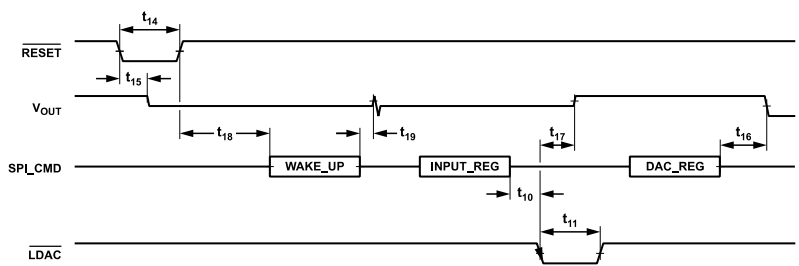 t14
RESET
t15
VOUT
t18
t19
t17
t16
SPI_CMD
WAKE_UP
INPUT_REG
DAC_REG
t10
t11
LDAC